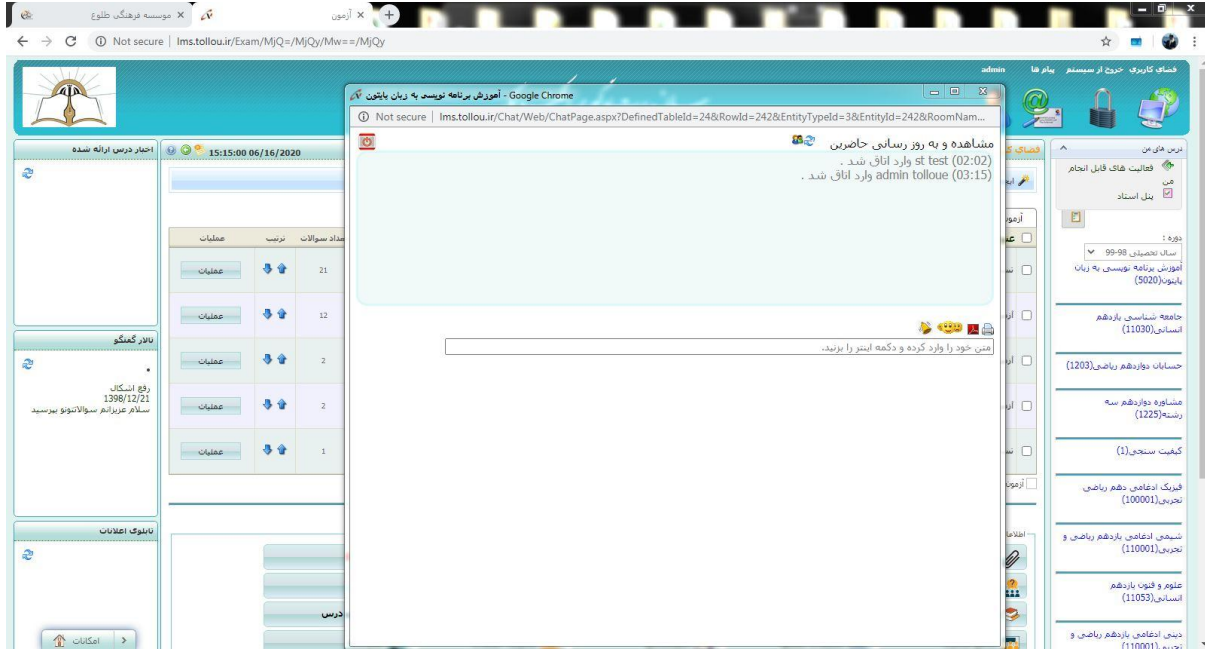 موسسه فرهنگی طلوع
آزمون
Not secure | lms.tollou.ir/Exam/MjQ=/MjQy/Mw==/MjQy
فضای کاربری خروج از سیستم پیام ها admin
آموزش برنامه نویسی به زبان پایتون - Google Chrome
Not secure | lms.tollou.ir/Chat/Web/ChatPage.aspx?DefinedTableId=24&RowId=242&EntityTypeId=3&EntityId=242&RoomNam...
مشاهده و به روز رسانی حاضرین
(02:02) st test وارد اتاق شد .
(03:15) admin tolloue وارد اتاق شد .
متن خود را وارد کرده و دکمه اینتر را بزنید.
درس های من
فعالیت های قابل انجام
من
پنل استاد
دوره :
سال تحصیلی 98-99
آموزش برنامه نویسی به زبان
پایتون(5020)
جامعه شناسی یازدهم
انسانی(11030)
حسابان دوازدهم ریاضی(1203)
مشاوره دوازدهم سه
رشته(1225)
کیفیت سنجی(1)
فیزیک ادغامی دهم ریاضی
تجربی(100001)
شیمی ادغامی یازدهم ریاضی و
تجربی(110001)
علوم و فنون یازدهم
انسانی(11053)
دینی ادغامی یازدهم ریاضی و
تجربی(110001)
15:15:00 06/16/2020
تعداد سوالات ترتیب عملیات
21 عملیات
12 عملیات
2 عملیات
2 عملیات
1 عملیات
درس
اخبار درس ارائه شده
تالار گفتگو
رفع اشکال
1398/12/21
سلام عزیزانم سوالاتتونو بپرسید
تابلوی اعلانات
امکانات